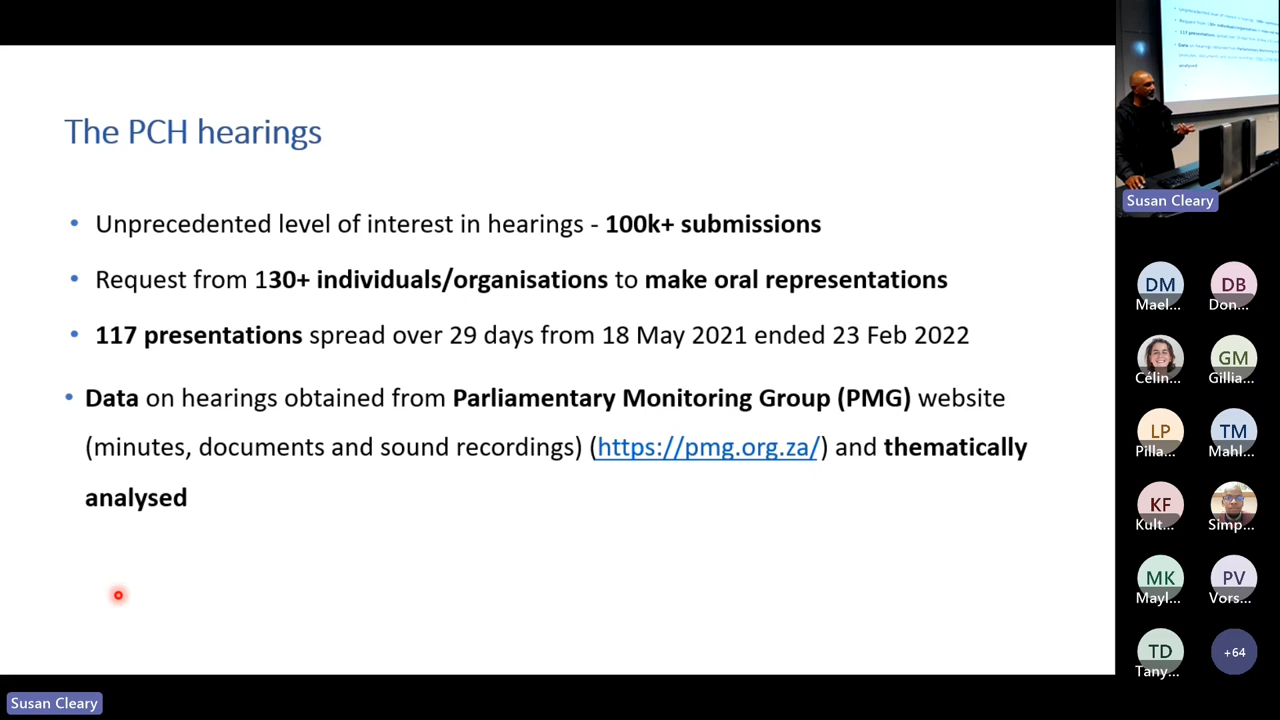 The PCH hearings
• Unprecedented level of interest in hearings - 100k+ submissions
• Request from 130+ individuals/organisations to make oral representations
• 117 presentations spread over 29 days from 18 May 2021 ended 23 Feb 2022
• Data on hearings obtained from Parliamentary Monitoring Group (PMG) website
(minutes, documents and sound recordings) (https://pmg.org.za/) and thematically
analysed
Susan Cleary
Susan Cleary
DM
Mael...
DB
Don...
Célin...
GM
Gillia...
LP
Pilla...
TM
Mahl...
KF
Kult...
Simp...
MK
Mayl...
PV
Vors...
TD
Tany...
+64